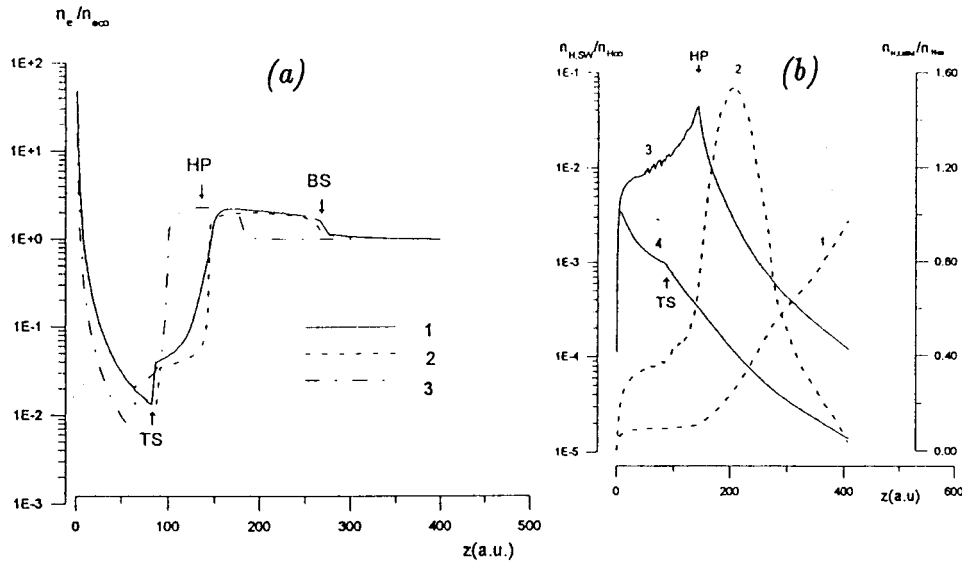 n_e/n_e∞
(a)
1E+2
1E+1
1E+0
1E-1
1E-2
1E-3
HP
BS
TS
1
2
3
0
100
200
300
400
500
z(a.u.)
n_H,SW/n_H∞
HP
(b)
1E-1
1E-2
1E-3
1E-4
1E-5
1.60
1.20
0.80
0.40
0.00
2
3
1
4
TS
0
200
400
600
z(a.u)